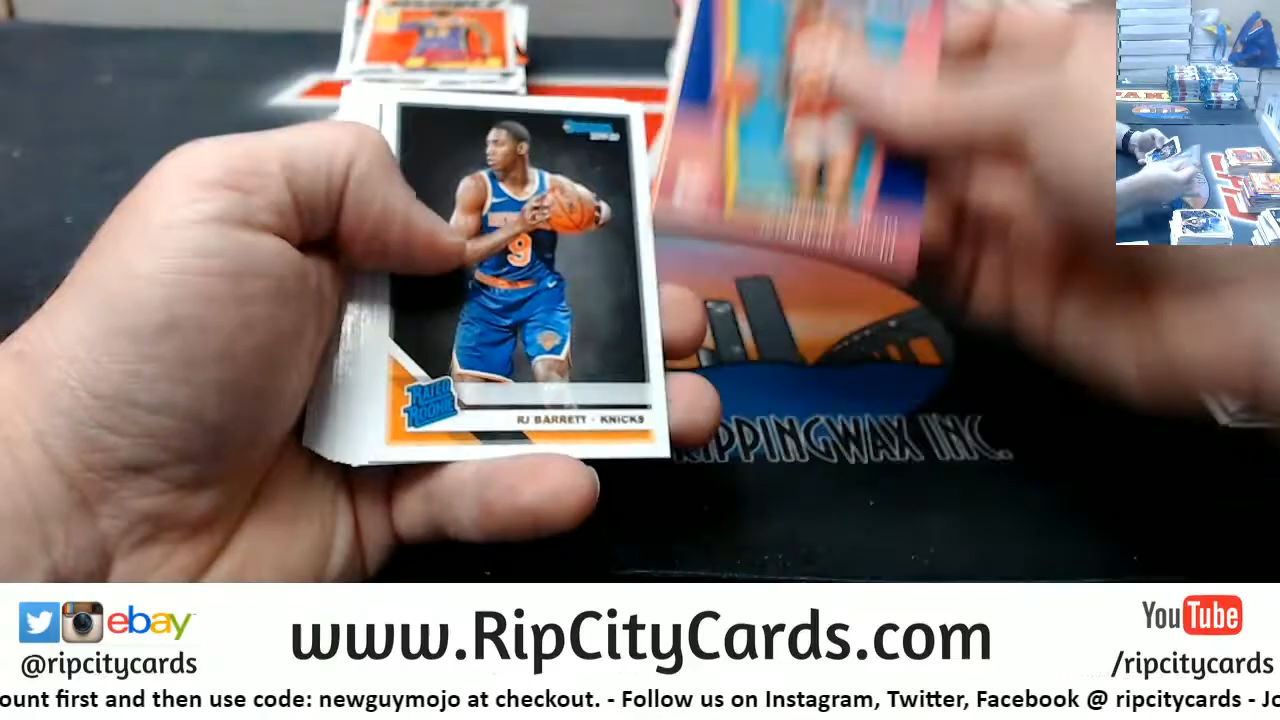 RATED
ROOKIE
RJ BARRETT - KNICKS
9
RIPPINGWAX INC.
ebay
www.RipCityCards.com
YouTube
@ripcitycards
/ripcitycards
ount first and then use code: newguymojo at checkout. - Follow us on Instagram, Twitter, Facebook @ ripcitycards - Jo